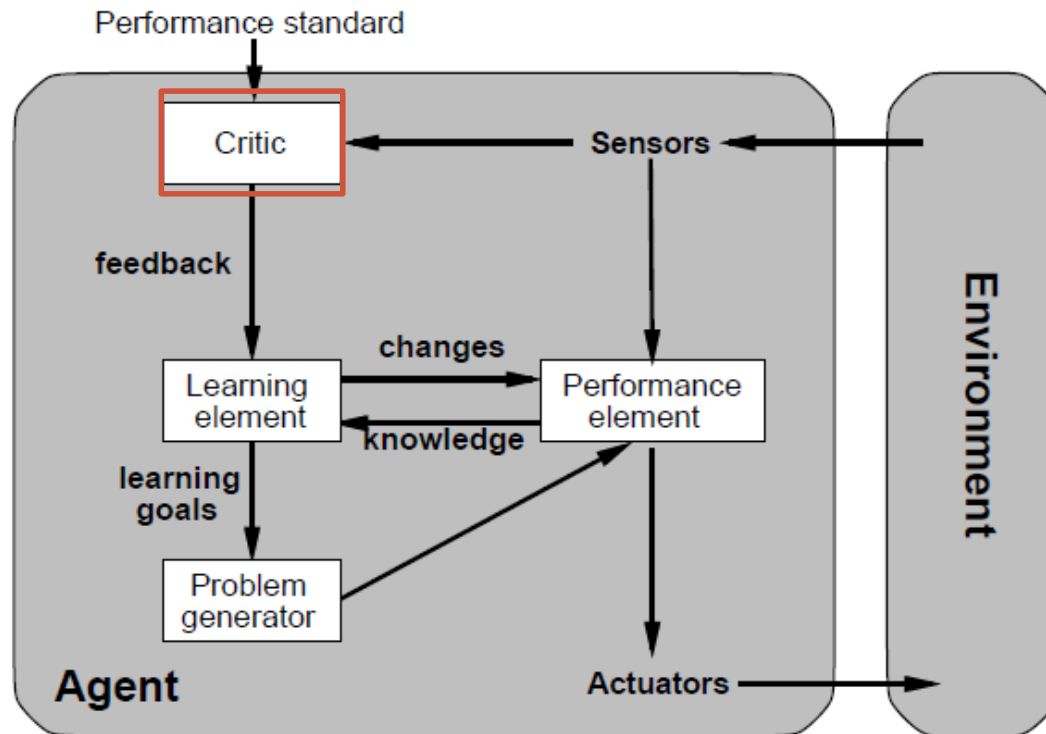 Performance standard
Critic
Sensors
feedback
changes
Learning
element
Performance
element
knowledge
learning
goals
Problem
generator
Agent
Actuators
Environment